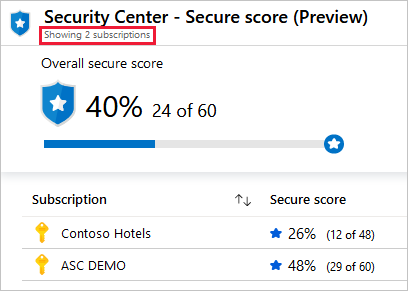 Security Center - Secure score (Preview)
Showing 2 subscriptions
Overall secure score
40% 24 of 60
Subscription Secure score
Contoso Hotels 26% (12 of 48)
ASC DEMO 48% (29 of 60)